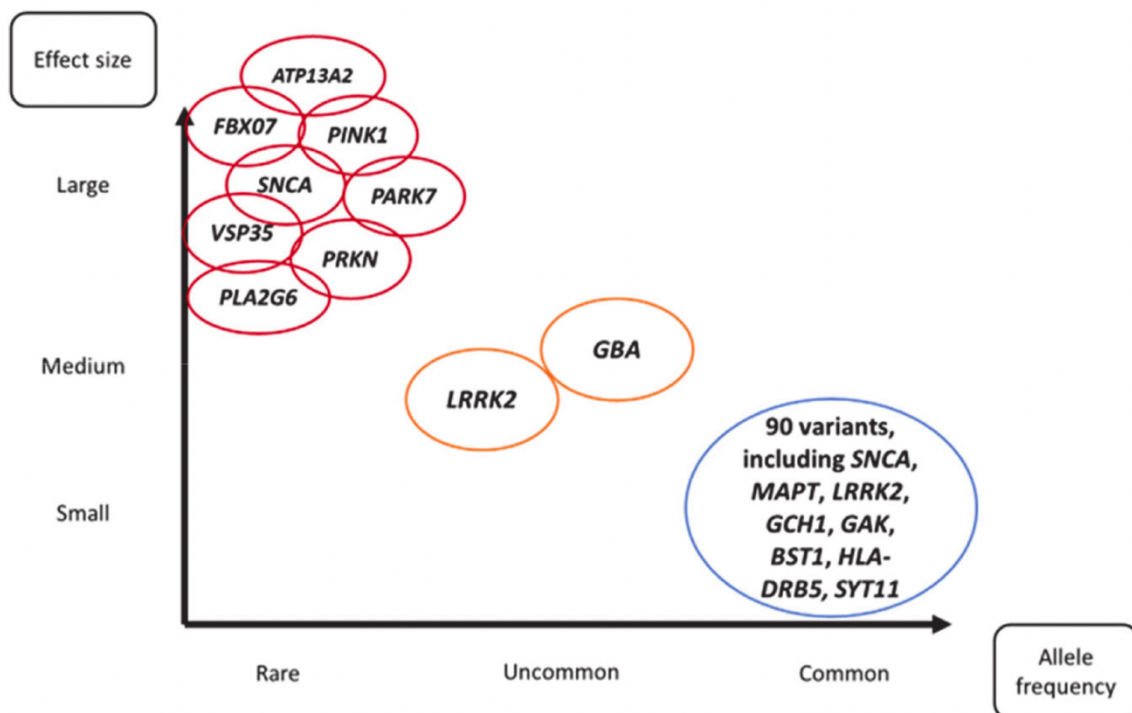 Effect size
ATP13A2
FBX07
PINK1
Large
SNCA
PARK7
VSP35
PRKN
PLA2G6
Medium
GBA
LRRK2
90 variants,
including SNCA,
MAPT, LRRK2,
Small
GCH1, GAK,
BST1, HLA-
DRB5, SYT11
Rare
Uncommon
Common
Allele
frequency